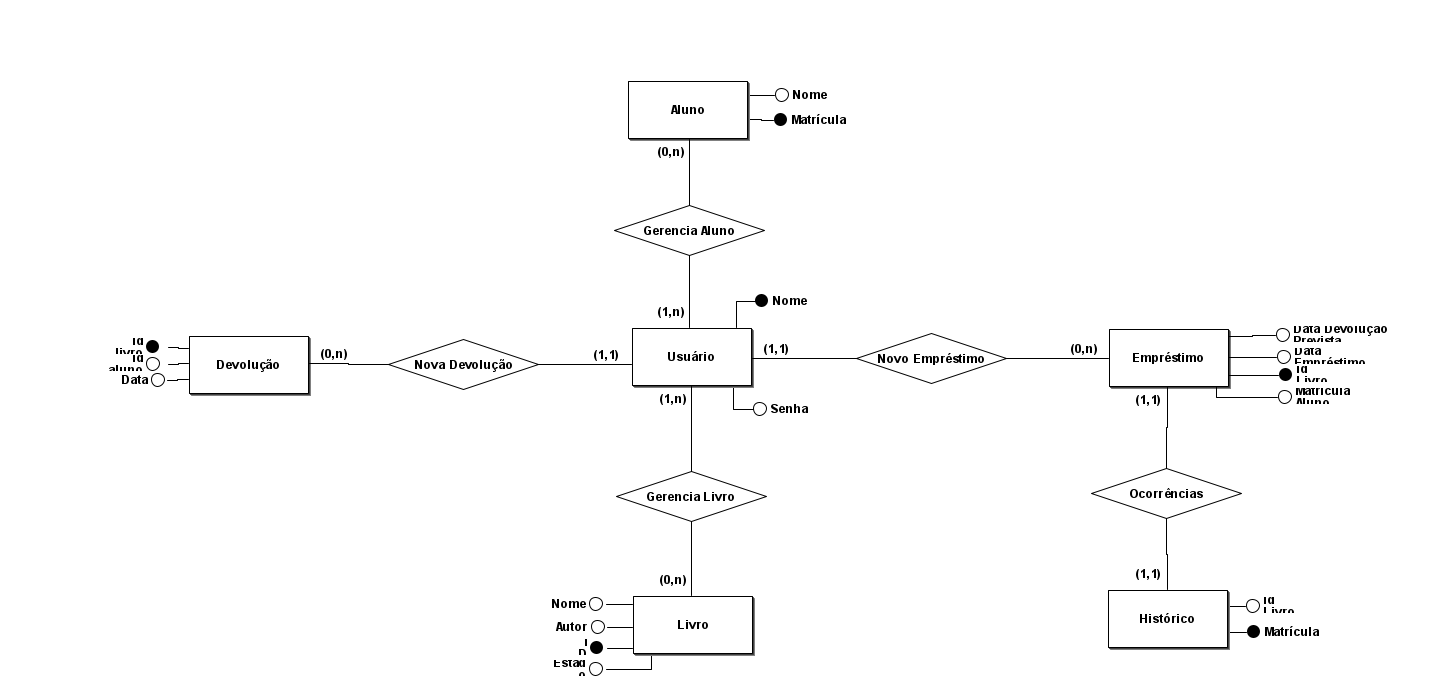 Aluno
Nome
Matrícula
(0,n)
Gerencia Aluno
(1,n)
Nome
Usuário
Senha
(1,1)
Nova Devolução
(0,n)
Devolução
Id
livro
Id
aluno
Data
(1,1)
Novo Empréstimo
(0,n)
Empréstimo
Data Devolução
Prevista
Data
Empréstimo
Id
Livro
Matrícula
Aluno
(1,n)
Gerencia Livro
(0,n)
Livro
Nome
Autor
I
D
Estad
o
(1,1)
Ocorrências
(1,1)
Histórico
Id
Livro
Matrícula